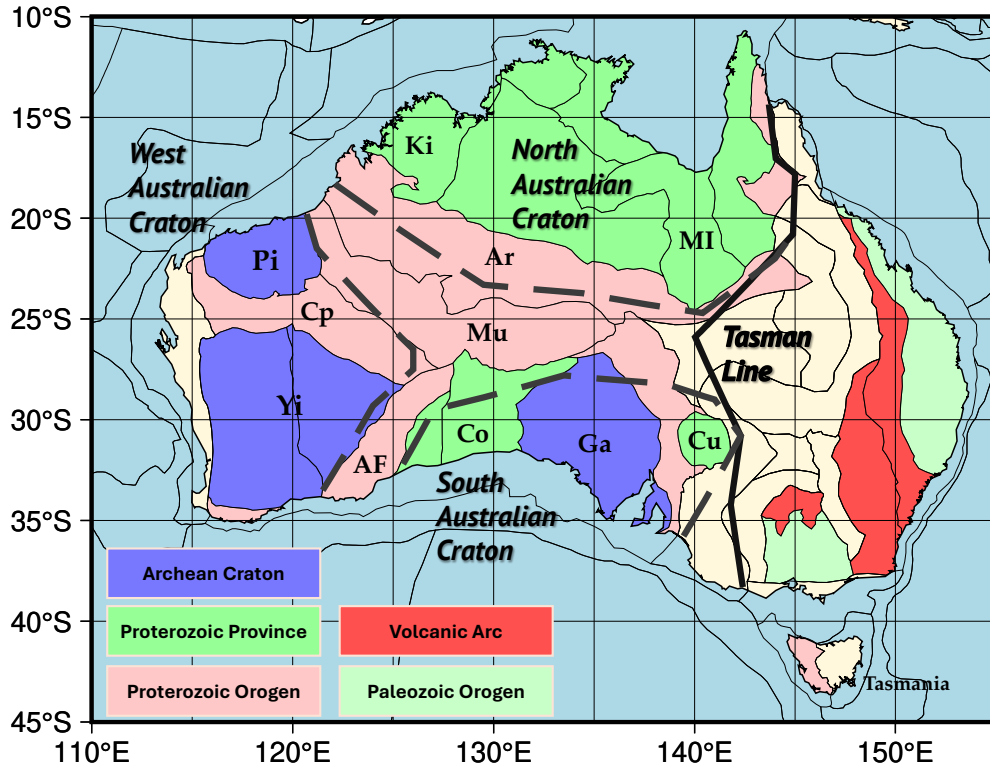 10°S
15°S
20°S
25°S
30°S
35°S
40°S
45°S
110°E
120°E
130°E
140°E
150°E
West
Australian
Craton
North
Australian
Craton
South
Australian
Craton
Tasman
Line
Ki
Pi
Ar
MI
Cp
Mu
Yi
AF
Co
Ga
Cu
Tasmania
Archean Craton
Proterozoic Province
Volcanic Arc
Proterozoic Orogen
Paleozoic Orogen